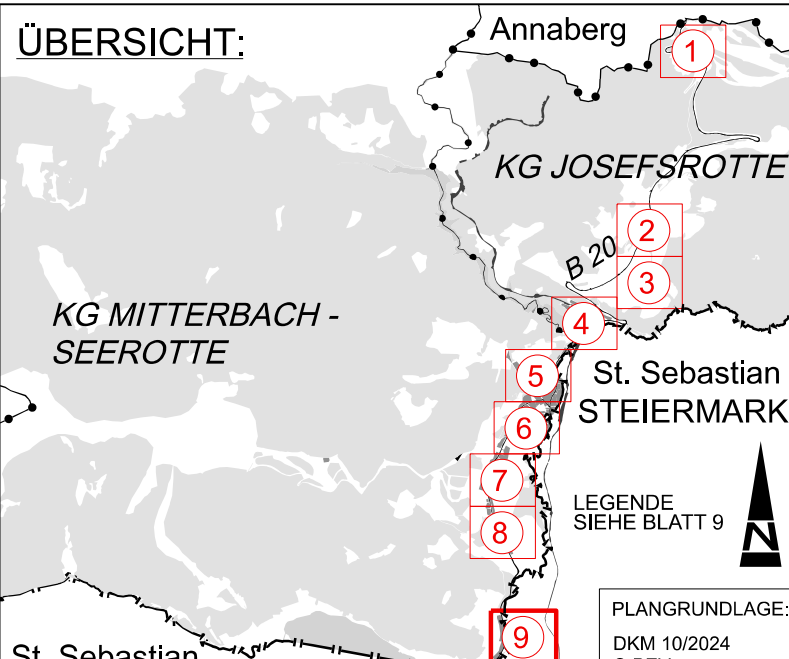 ÜBERSICHT:
Annaberg
1
KG JOSEFSROTTE
2
B 20
3
KG MITTERBACH -
SEEROTTE
4
5
St. Sebastian
STEIERMARK
6
7
LEGENDE
SIEHE BLATT 9
N
8
PLANGRUNDLAGE:
9
DKM 10/2024
St. Sebastian